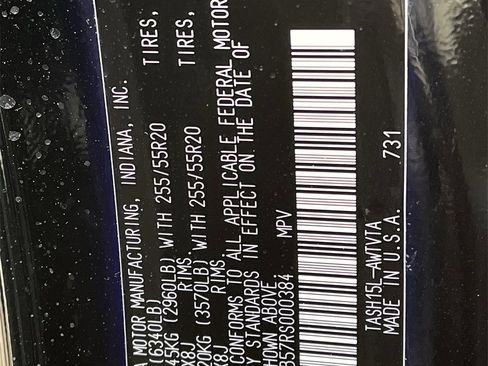 A MOTOR MANUFACTURING, INDIANA, INC.
(6340LB)
45KG (2960LB) WITH 255/55R20 TIRES,
X8J RIMS
20KG (3570LB) WITH 255/55R20 TIRES,
X8J RIMS.
CONFORMS TO ALL APPLICABLE FEDERAL MOTOR
Y STANDARDS IN EFFECT ON THE DATE OF
SHOWN ABOVE.
B57RS000384 MPV
TASH15L-AWTVTA
MADE IN U.S.A. 731